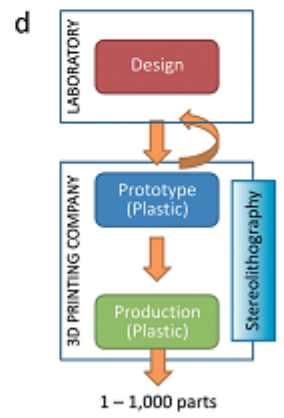 d
LABORATORY
Design
3D PRINTING COMPANY
Prototype
(Plastic)
Stereolithography
Production
(Plastic)
1 – 1,000 parts